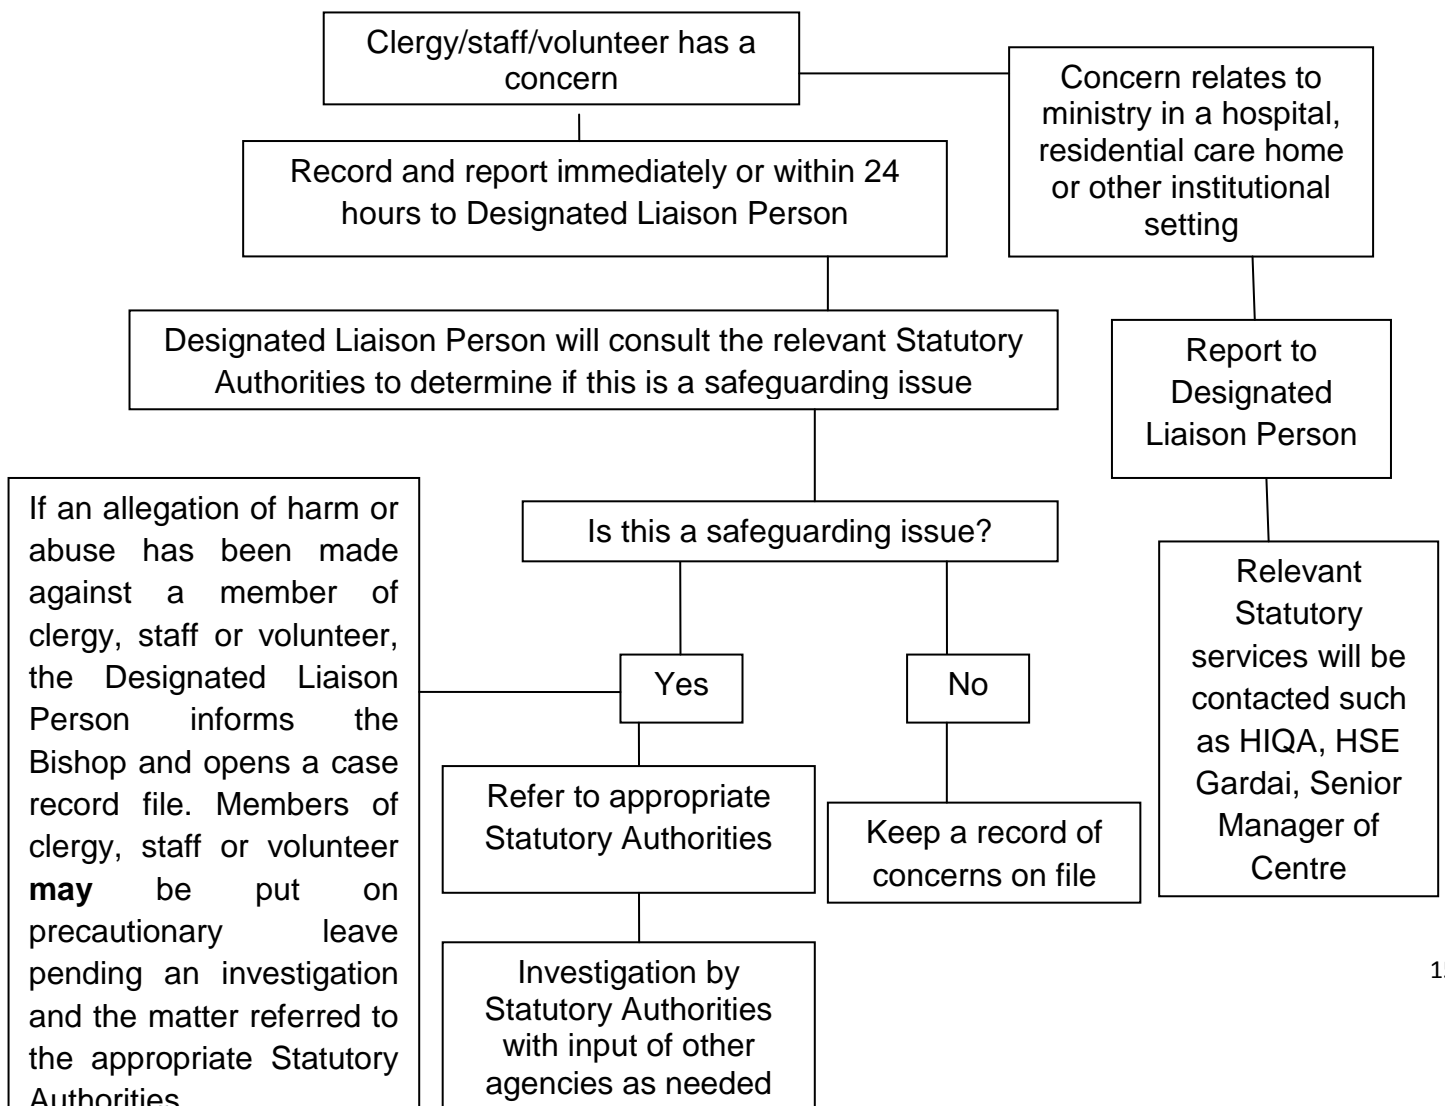 Clergy/staff/volunteer has a
concern
Concern relates to
ministry in a hospital,
residential care home
or other institutional
setting
Record and report immediately or within 24
hours to Designated Liaison Person
Designated Liaison Person will consult the relevant Statutory
Authorities to determine if this is a safeguarding issue
Report to
Designated
Liaison Person
Is this a safeguarding issue?
Relevant
Statutory
services will be
contacted such
as HIQA, HSE
Gardai, Senior
Manager of
Centre
If an allegation of harm or
abuse has been made
against a member of
clergy, staff or volunteer,
the Designated Liaison
Person informs the
Bishop and opens a case
record file. Members of
clergy, staff or volunteer
may be put on
precautionary leave
pending an investigation
and the matter referred to
the appropriate Statutory
Authorities
Yes
No
Refer to appropriate
Statutory Authorities
Keep a record of
concerns on file
Investigation by
Statutory Authorities
with input of other
agencies as needed
15